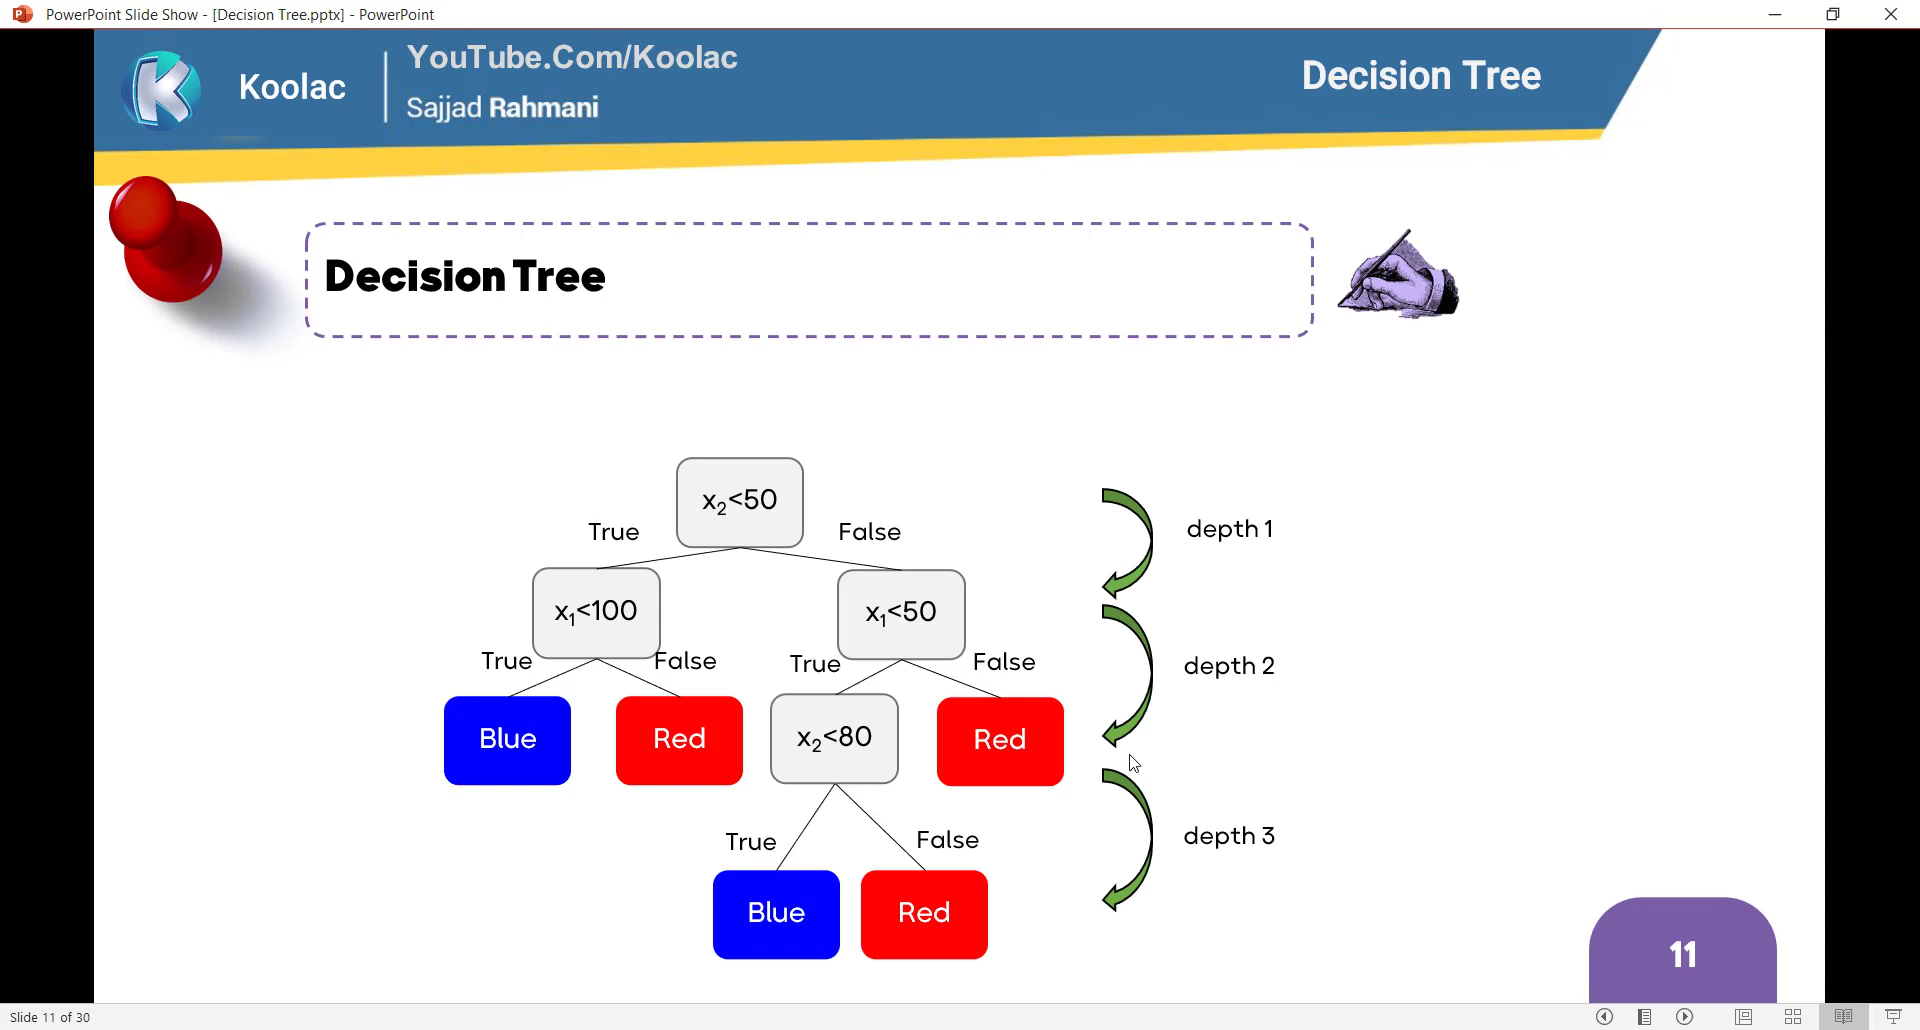 PowerPoint Slide Show - [Decision Tree.pptx] - PowerPoint
Koolac
YouTube.Com/Koolac
Sajjad Rahmani
Decision Tree
Decision Tree
x₂<50
True
False
depth 1
x₁<100
x₁<50
True
False
True
False
depth 2
Blue
Red
x₂<80
Red
True
False
depth 3
Blue
Red
11
Slide 11 of 30